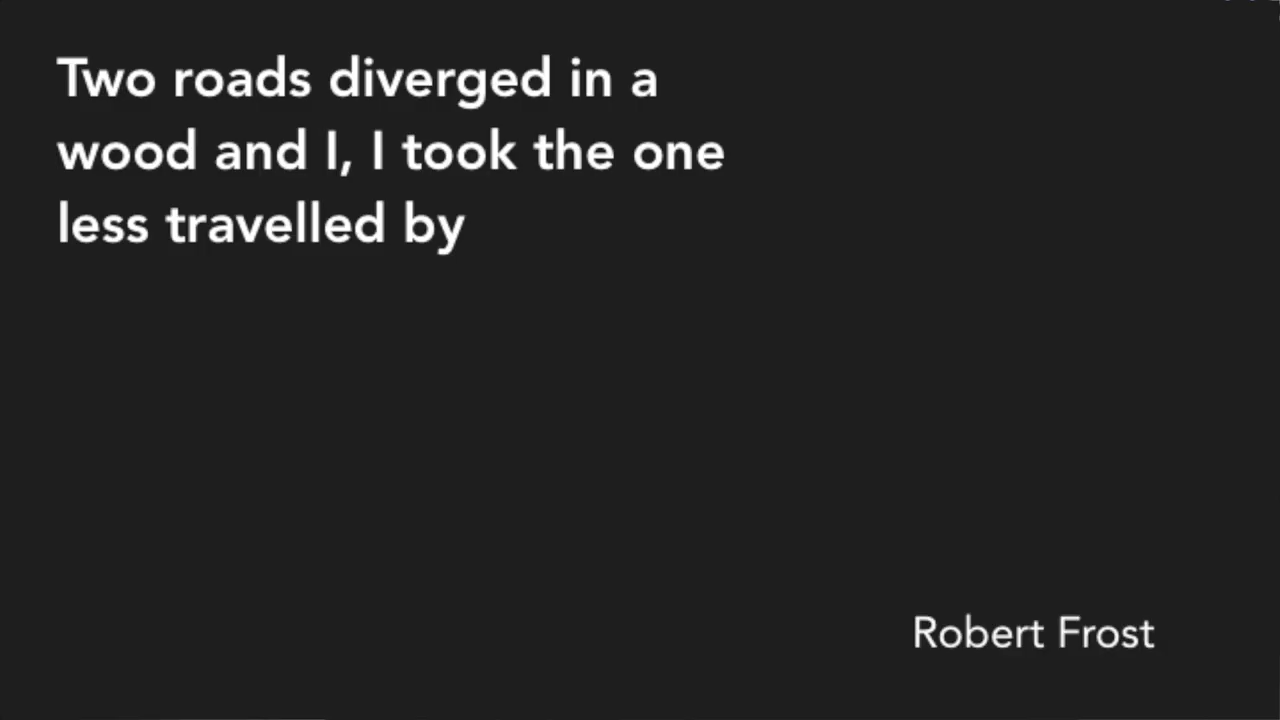 Two roads diverged in a
wood and I, I took the one
less travelled by
Robert Frost